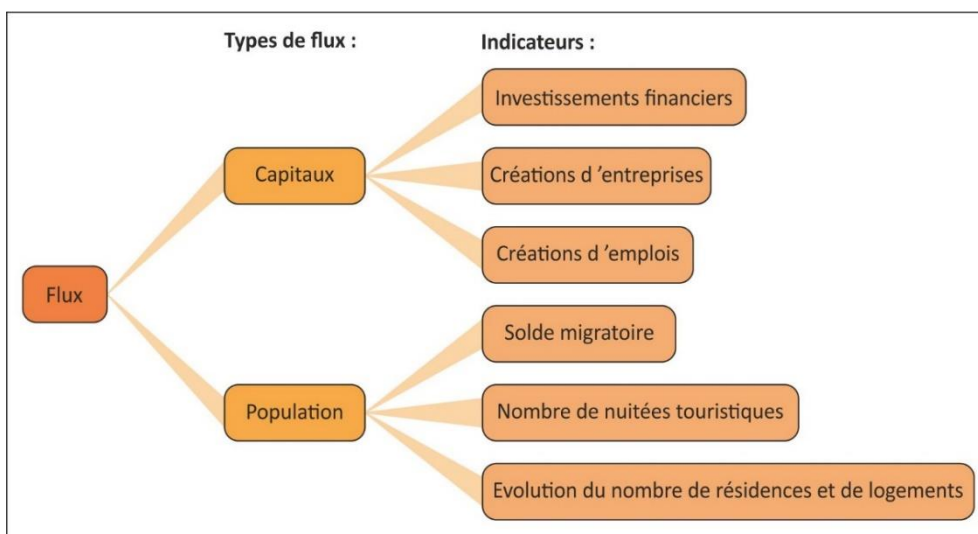 Types de flux :
Indicateurs :
Investissements financiers
Capitaux
Créations d ’entreprises
Créations d ’emplois
Flux
Solde migratoire
Population
Nombre de nuitées touristiques
Evolution du nombre de résidences et de logements